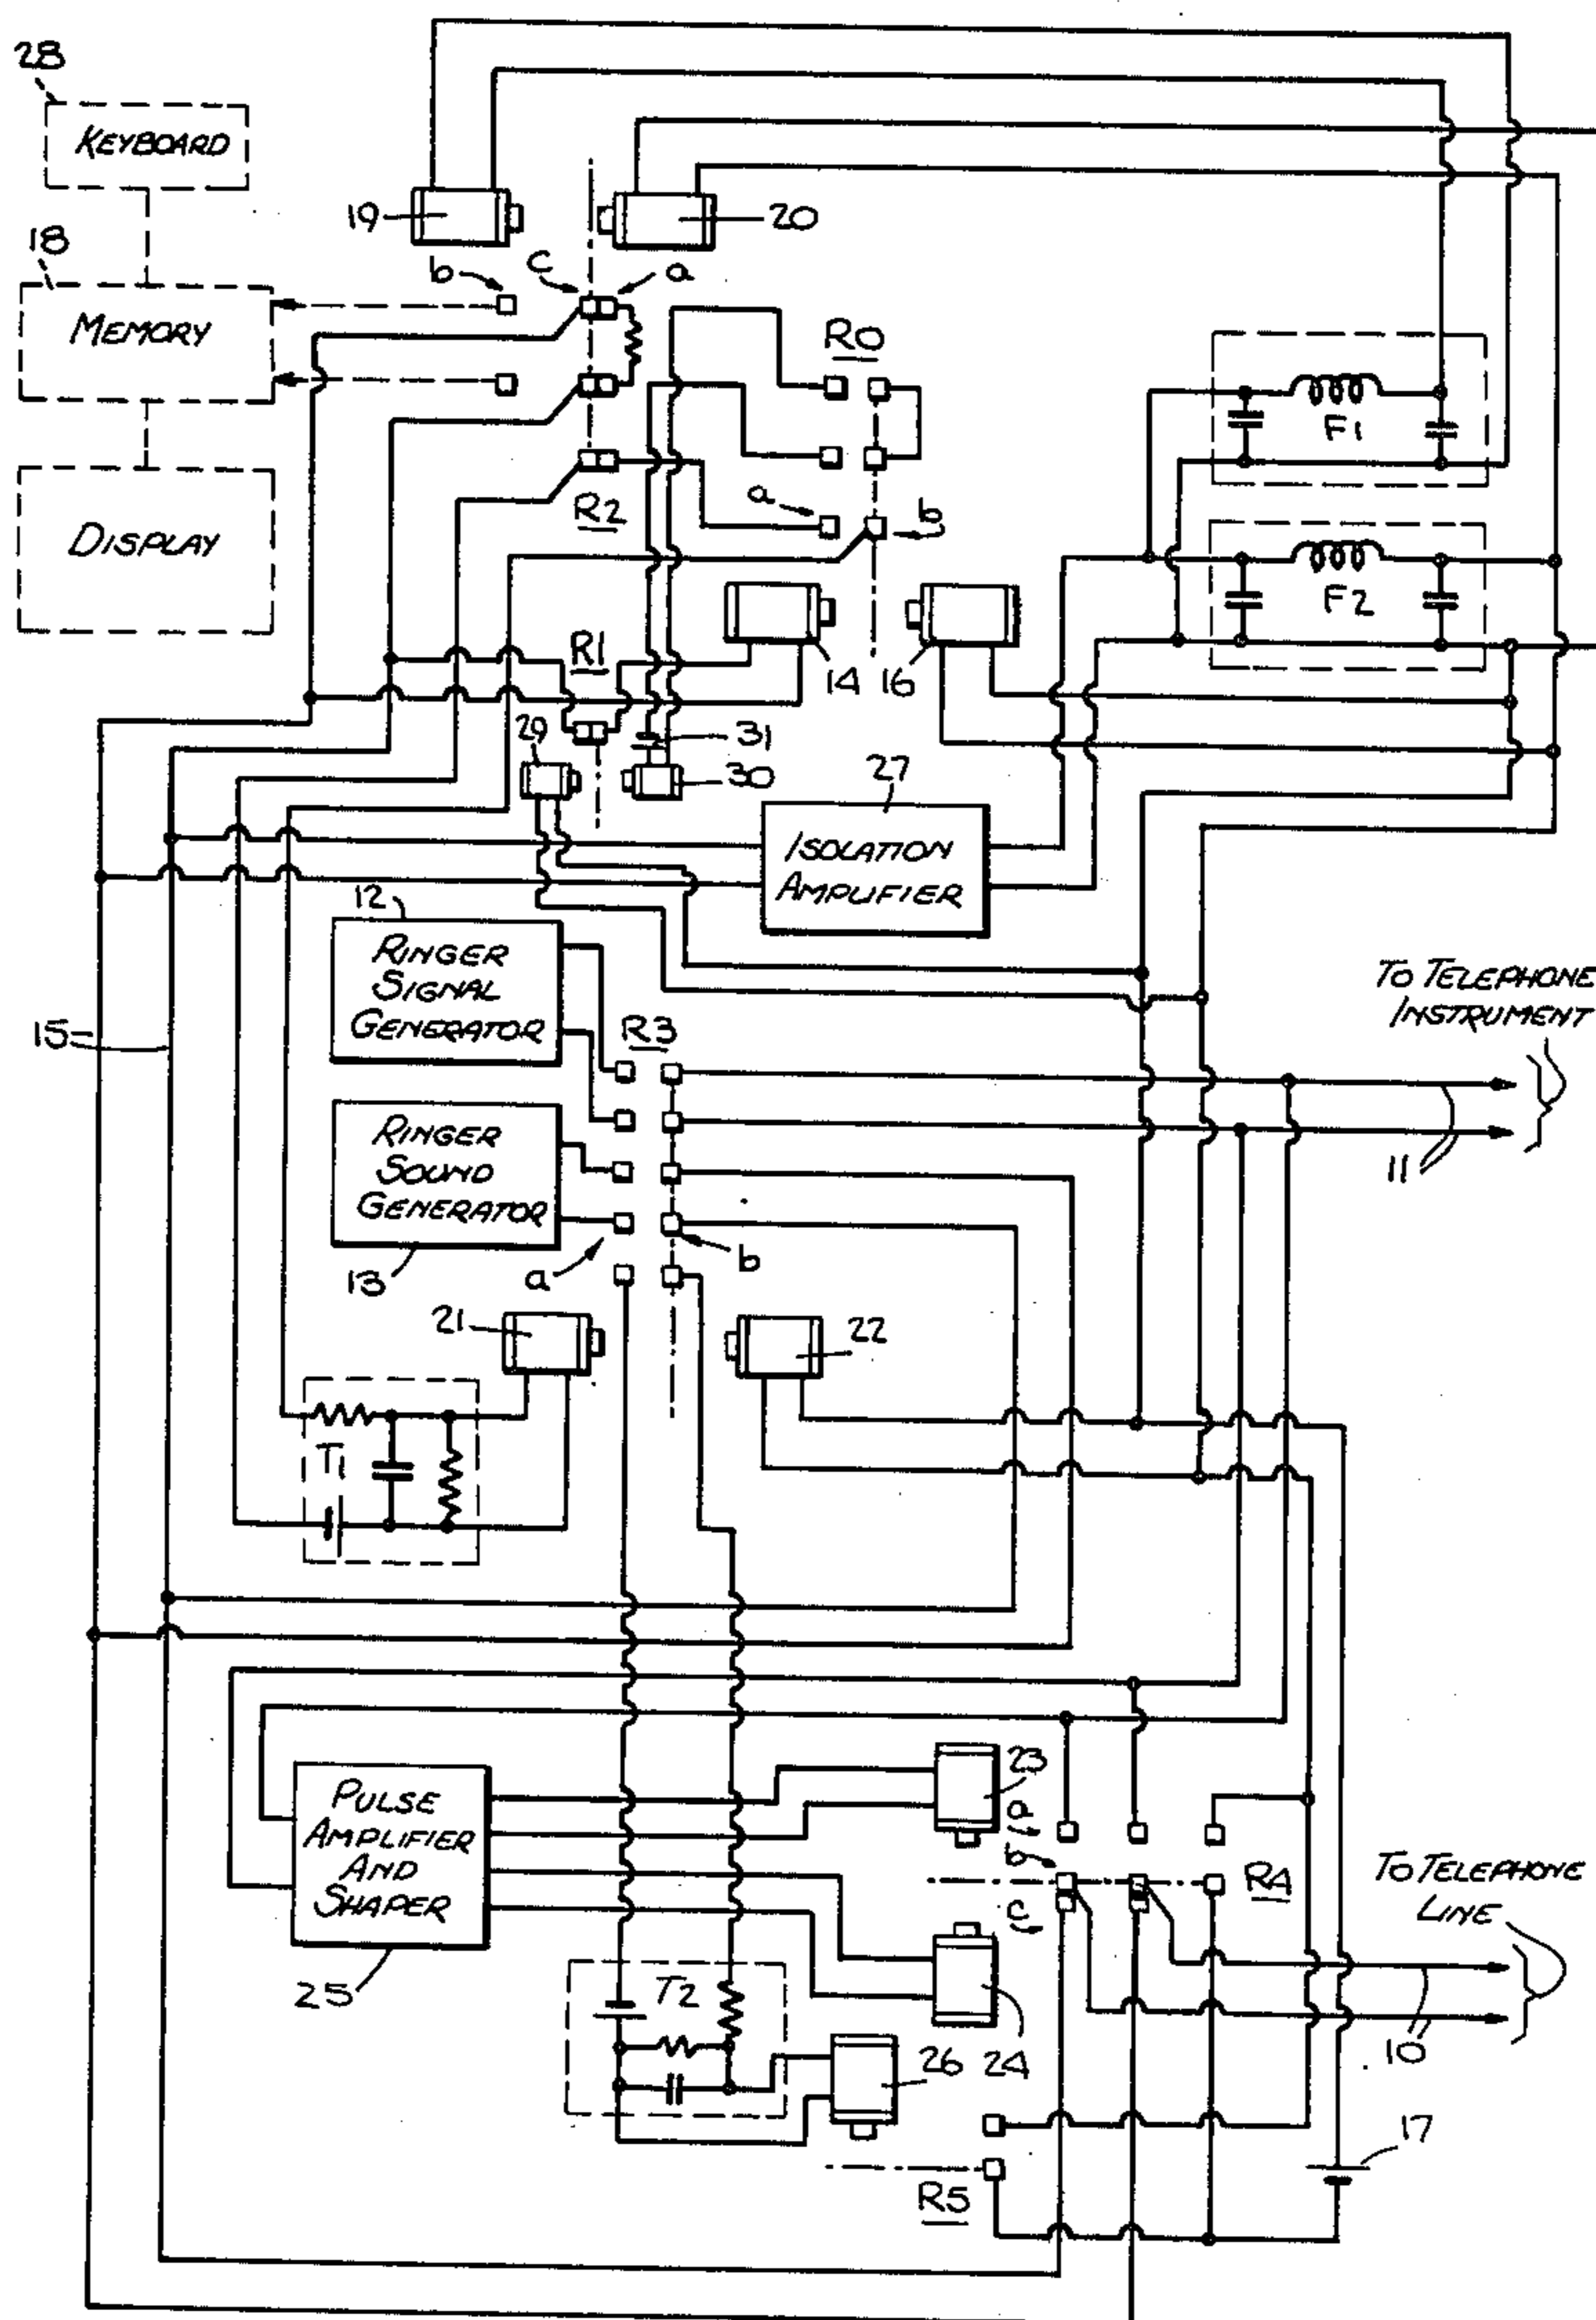 28
KEYBOARD
19
20
18
b
c
a
MEMORY
R0
F1
R2
a
b
DISPLAY
F2
R1
14
16
29
31
30
27
ISOLATION
AMPLIFIER
12
RINGER
SIGNAL
GENERATOR
TO TELEPHONE
INSTRUMENT
15
R3
RINGER
SOUND
GENERATOR
11
13
a
b
21
22
T1
23
PULSE
AMPLIFIER
AND
SHAPER
a
b
R4
TO TELEPHONE
LINE
c
25
T2
26
24
10
17
R5